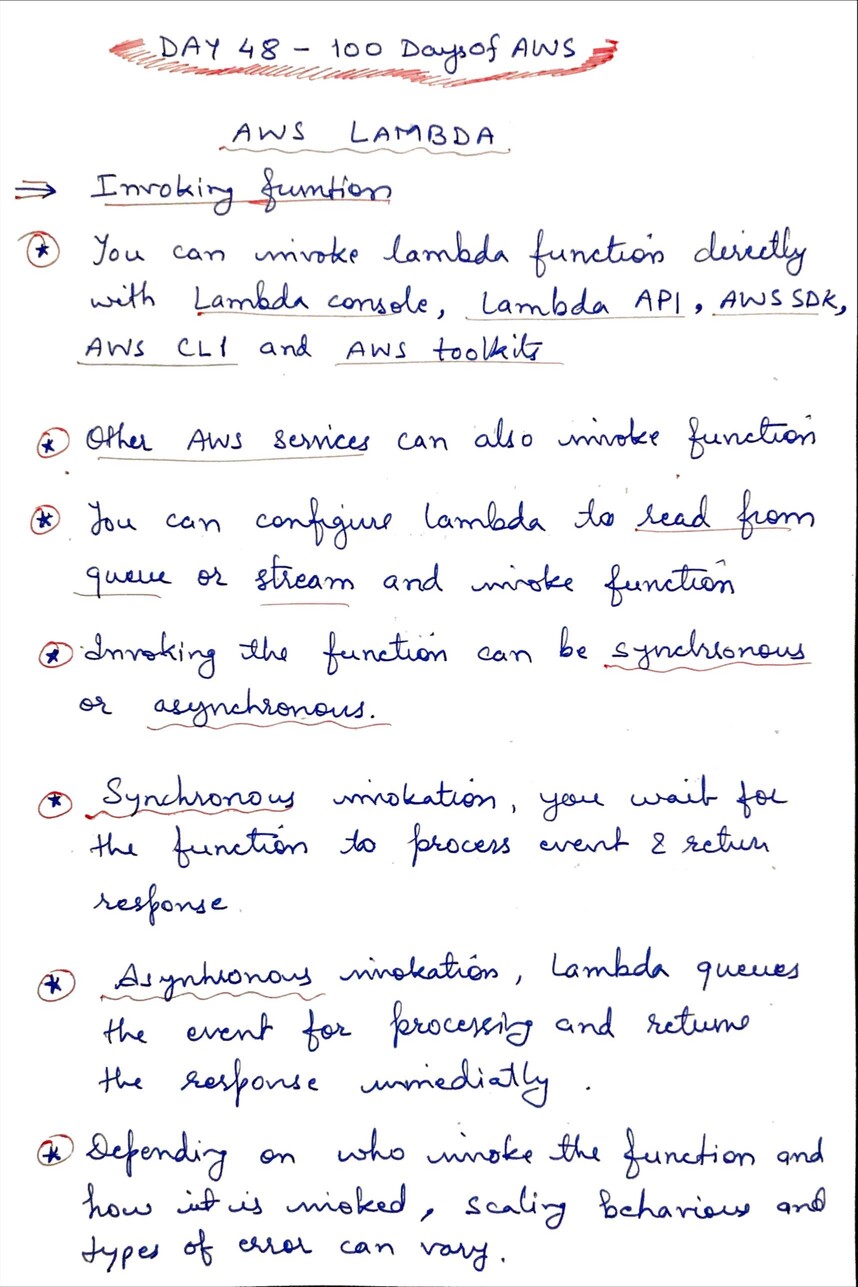 DAY 48 - 100 Days of AWS
AWS LAMBDA
⇒ Invoking funtion
* You can invoke lambda function directly
with Lambda console, Lambda API, AWS SDK,
AWS CLI and AWS toolkits
* Other AWS services can also invoke function
* You can configure lambda to read from
queue or stream and invoke function
* Invoking the function can be synchronous
or asynchronous.
* Synchronous invokation, you wait for
the function to process event & return
response.
* Asynhronous invokation, Lambda queues
the event for processing and returns
the response immediatly.
* Depending on who invoke the function and
how it is invoked, scaling behaviour and
types of error can vary.